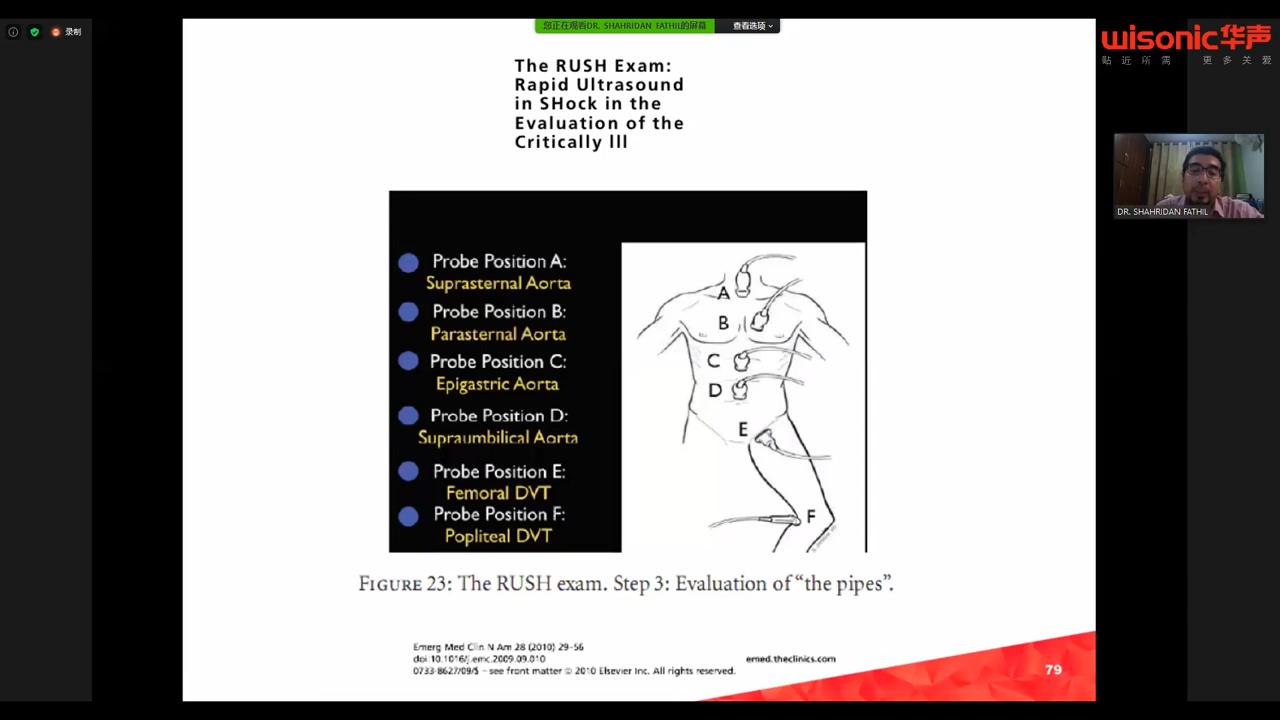 录制
您正在观看DR. SHAHRIDAN FATHIL的屏幕
查看选项
wisonic华声
贴近所需 更多关爱
The RUSH Exam:
Rapid Ultrasound
in SHock in the
Evaluation of the
Critically lll
Probe Position A:
Suprasternal Aorta
Probe Position B:
Parasternal Aorta
Probe Position C:
Epigastric Aorta
Probe Position D:
Supraumbilical Aorta
Probe Position E:
Femoral DVT
Probe Position F:
Popliteal DVT
A
B
C
D
E
F
DR. SHAHRIDAN FATHIL
FIGURE 23: The RUSH exam. Step 3: Evaluation of “the pipes”.
Emerg Med Clin N Am 28 (2010) 29–56
doi:10.1016/j.emc.2009.09.010
0733-8627/09/$ – see front matter © 2010 Elsevier Inc. All rights reserved.
emed.theclinics.com
79